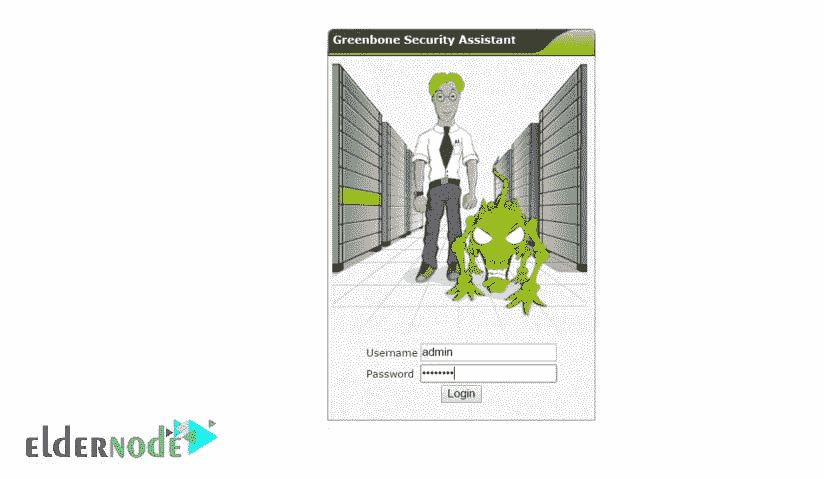 Greenbone Security Assistant
Username admin
Password ••••••••
Login
elderNode